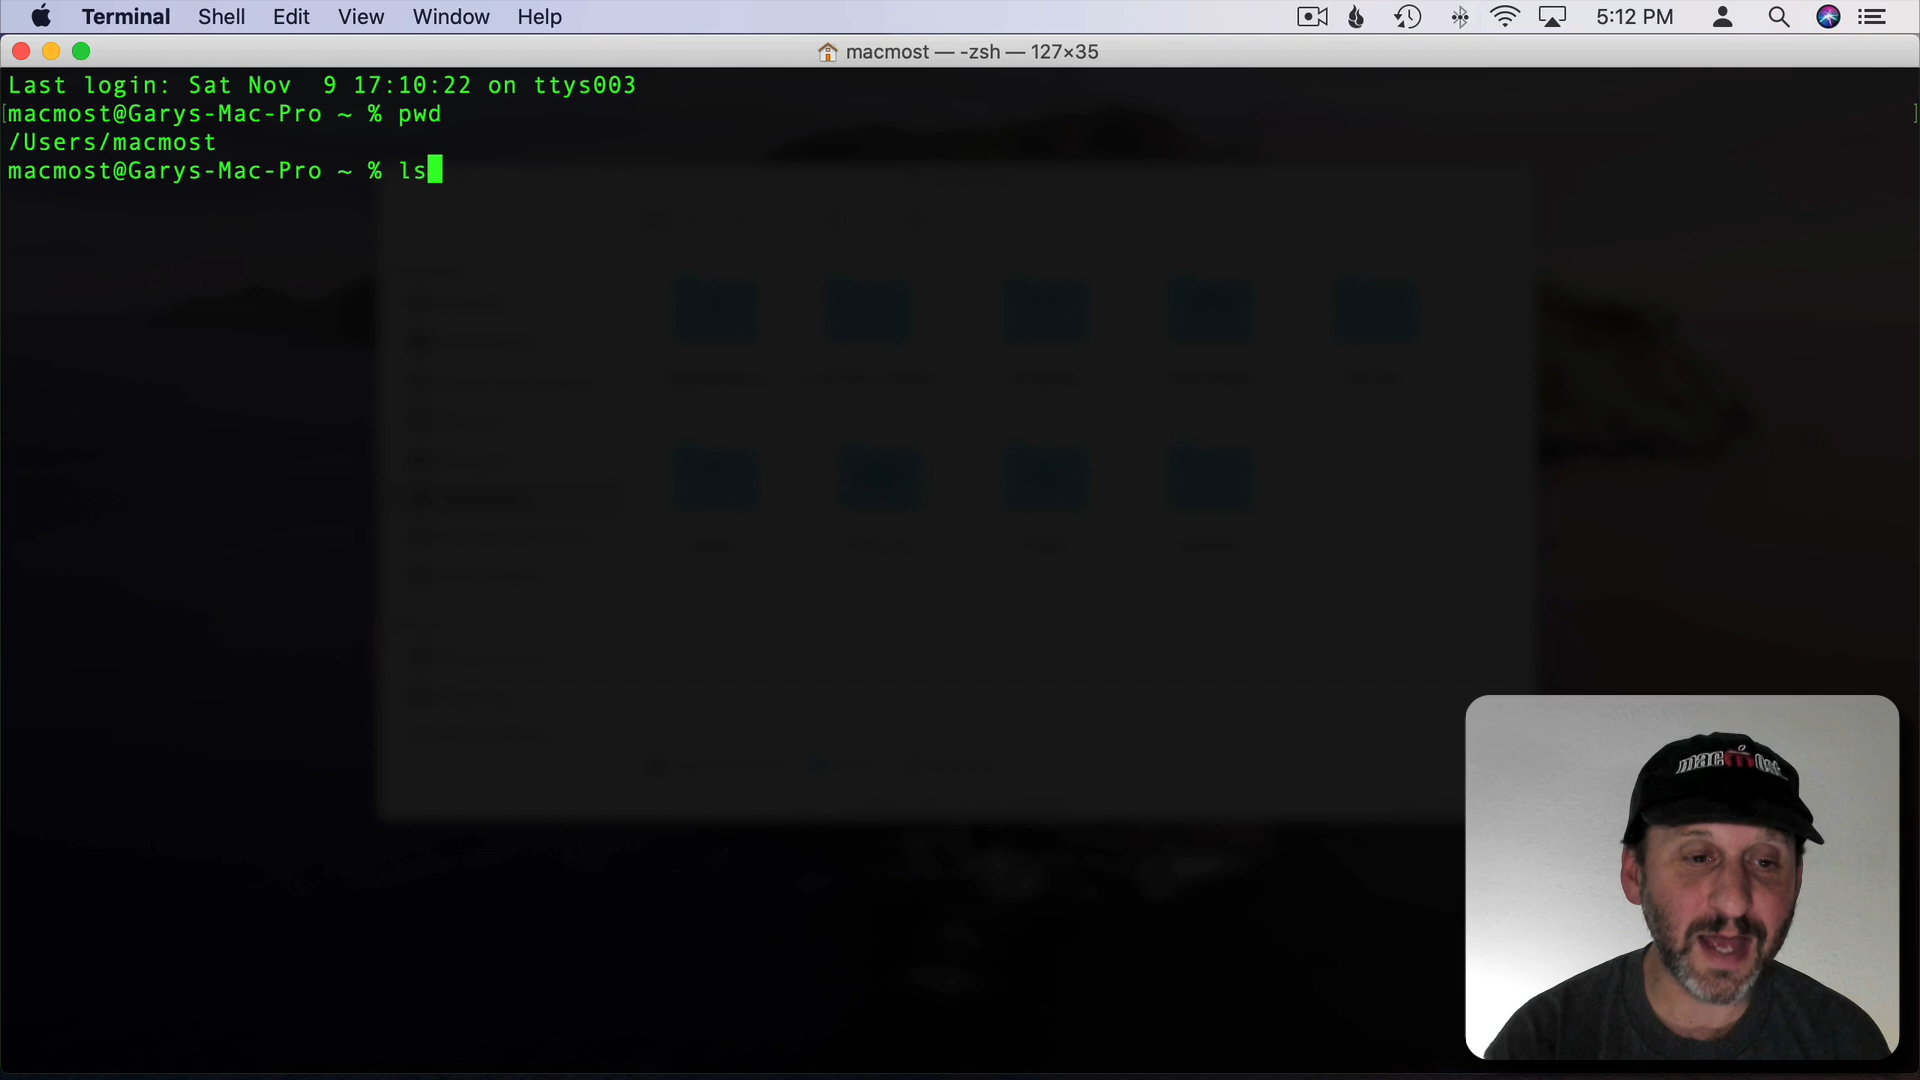 Terminal Shell Edit View Window Help 5:12 PM
macmost — -zsh — 127×35
Last login: Sat Nov  9 17:10:22 on ttys003
[macmost@Garys-Mac-Pro ~ % pwd ]
/Users/macmost
macmost@Garys-Mac-Pro ~ % ls
macmost